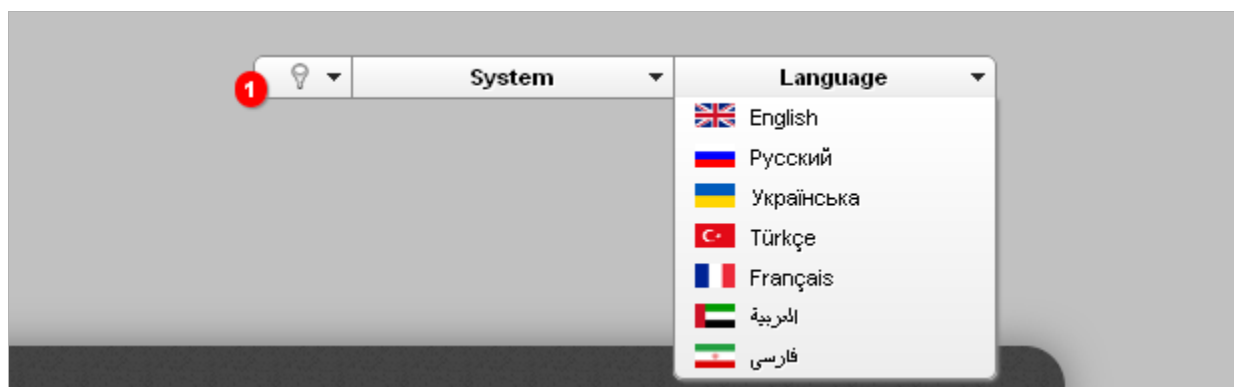 1
System
Language
English
Русский
Українська
Türkçe
Français
العربية
فارسی